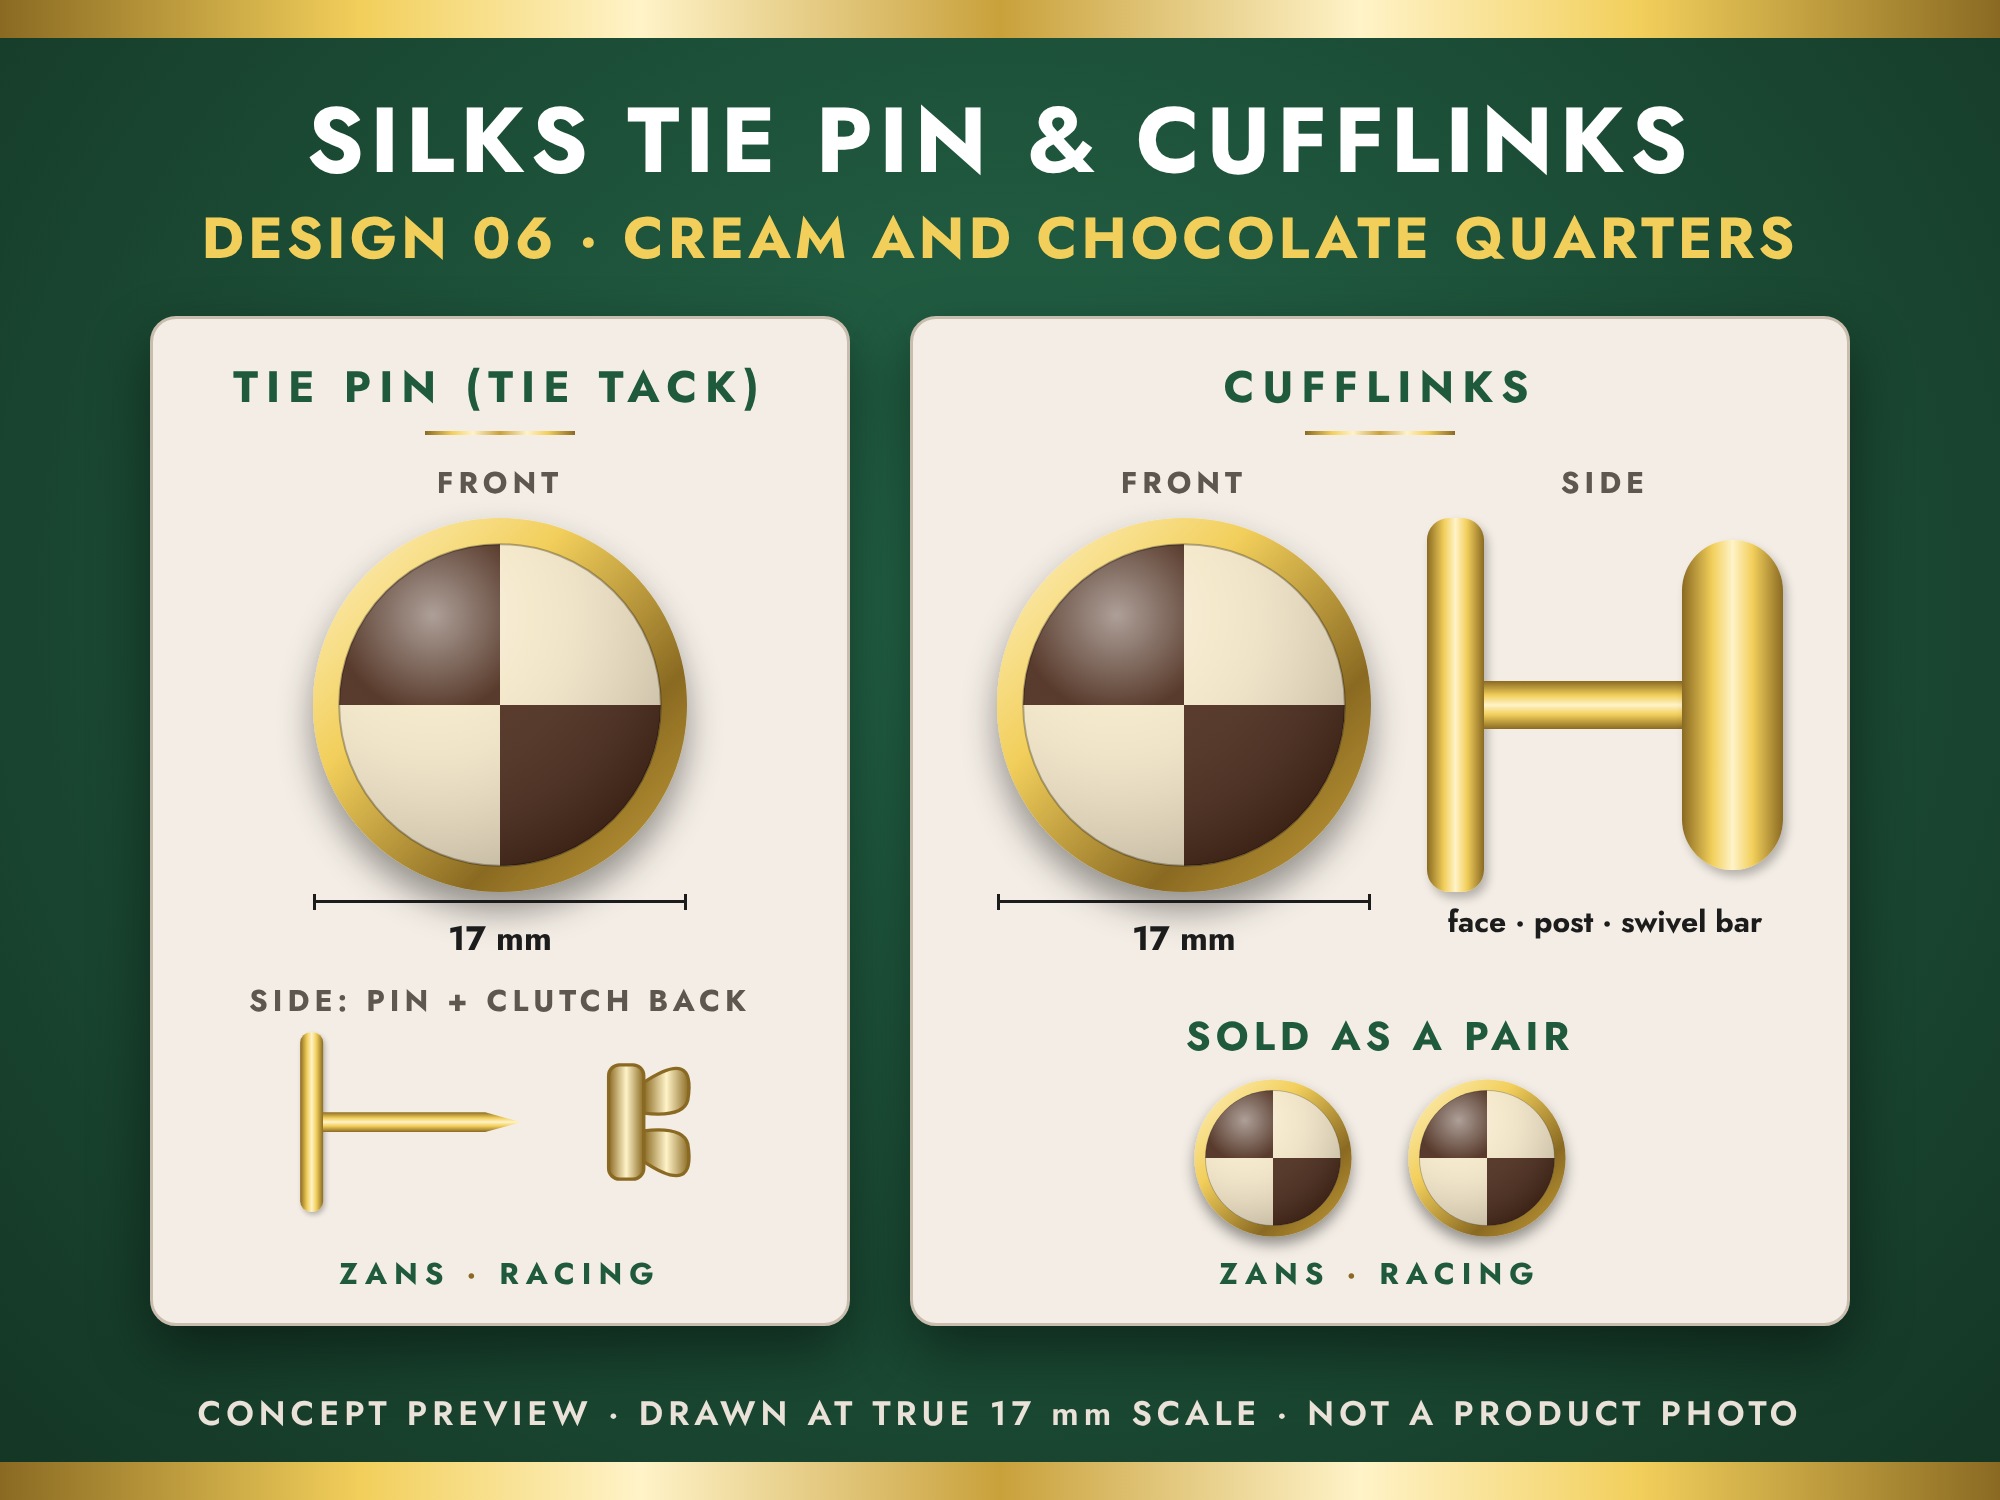 SILKS TIE PIN & CUFFLINKS
DESIGN 06 · CREAM AND CHOCOLATE QUARTERS
TIE PIN (TIE TACK)
FRONT
17 mm
SIDE: PIN + CLUTCH BACK
ZANS · RACING
CUFFLINKS
FRONT
SIDE
17 mm
face · post · swivel bar
SOLD AS A PAIR
ZANS · RACING
CONCEPT PREVIEW · DRAWN AT TRUE 17 mm SCALE · NOT A PRODUCT PHOTO